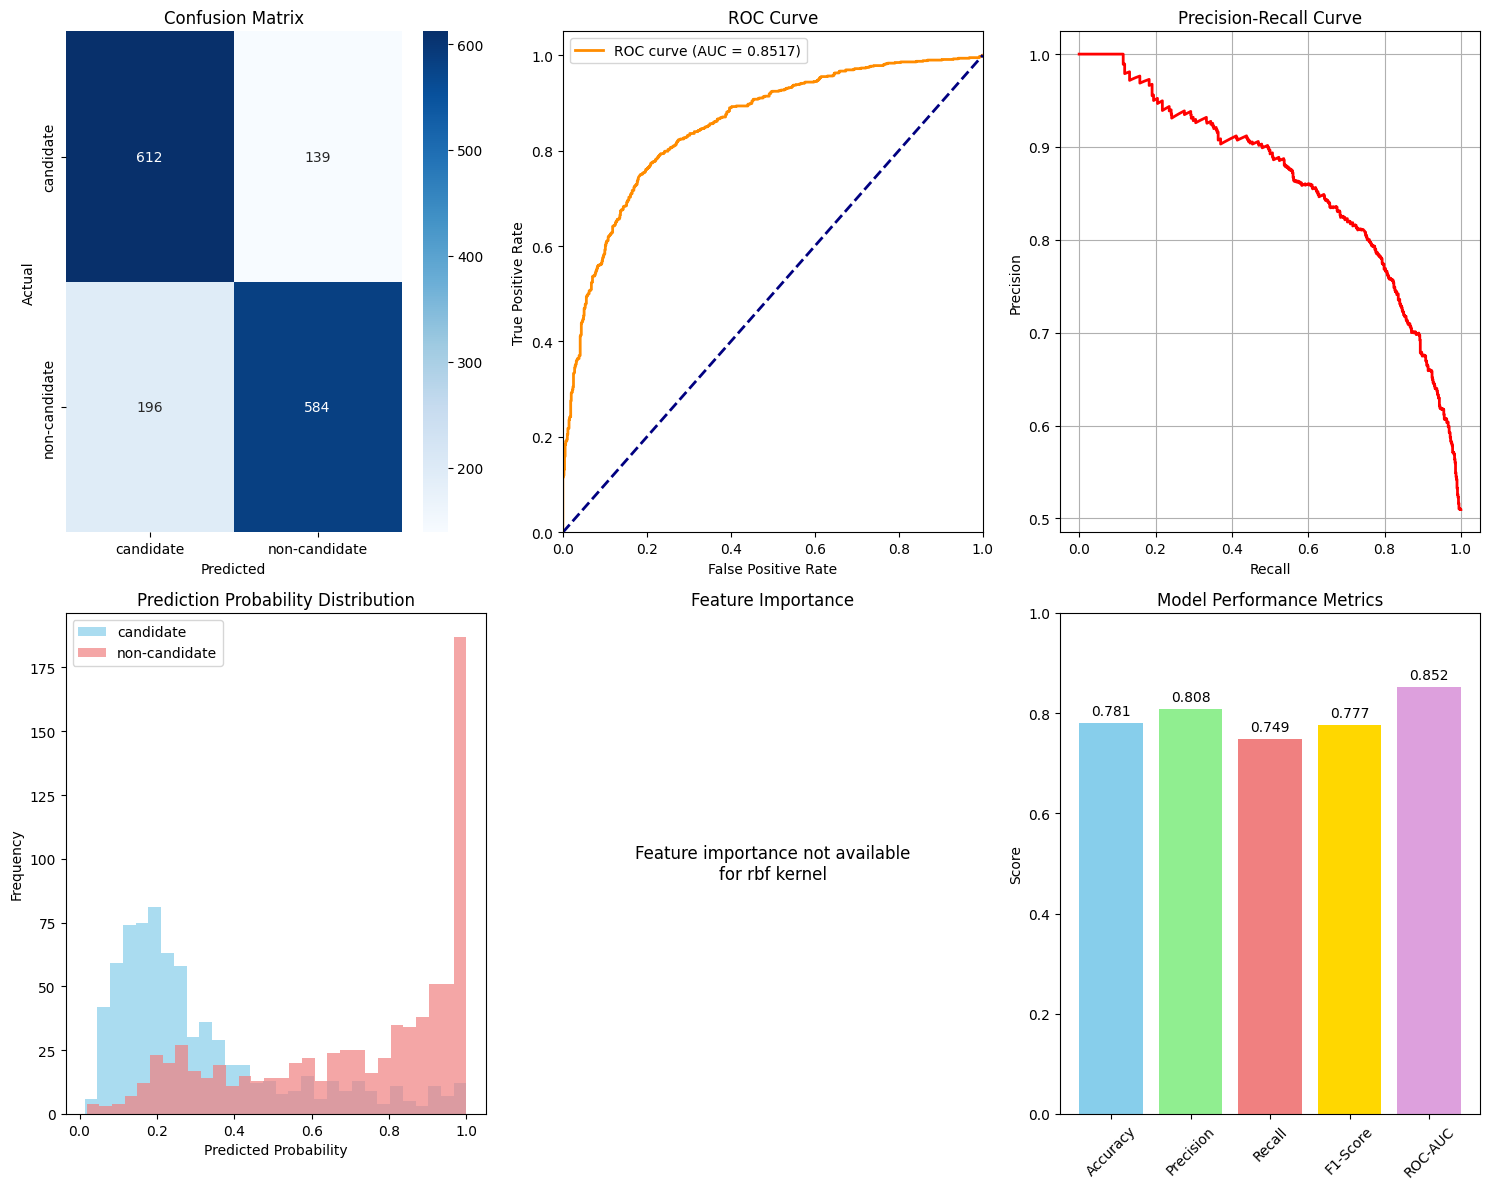 Confusion Matrix
candidate
non-candidate
Actual
612
139
196
584
candidate
non-candidate
Predicted
600
500
400
300
200
ROC Curve
ROC curve (AUC = 0.8517)
True Positive Rate
1.0
0.8
0.6
0.4
0.2
0.0
0.0
0.2
0.4
0.6
0.8
1.0
False Positive Rate
Precision-Recall Curve
Precision
1.0
0.9
0.8
0.7
0.6
0.5
0.0
0.2
0.4
0.6
0.8
1.0
Recall
Prediction Probability Distribution
candidate
non-candidate
Frequency
175
150
125
100
75
50
25
0
0.0
0.2
0.4
0.6
0.8
1.0
Predicted Probability
Feature Importance
Feature importance not available
for rbf kernel
Model Performance Metrics
Score
1.0
0.8
0.6
0.4
0.2
0.0
0.781
0.808
0.749
0.777
0.852
Accuracy
Precision
Recall
F1-Score
ROC-AUC